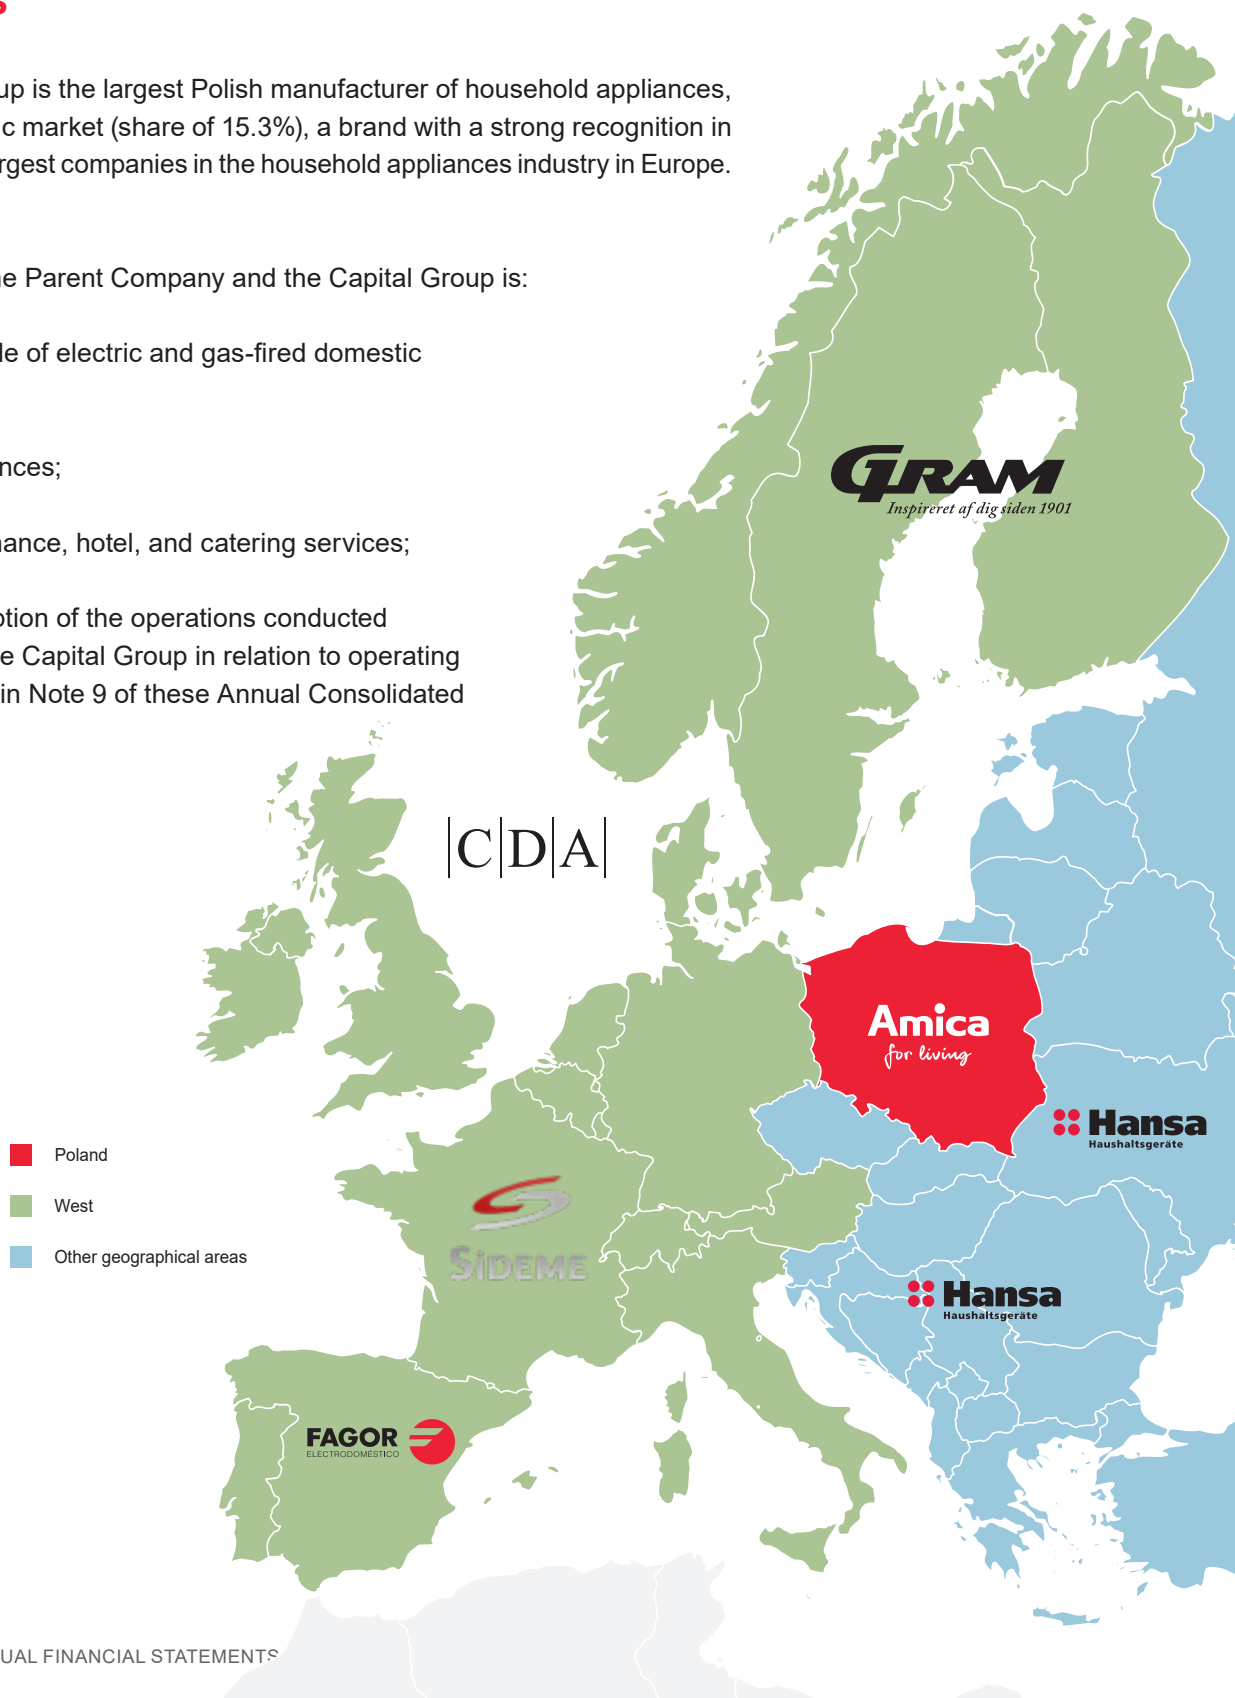 up is the largest Polish manufacturer of household appliances,
c market (share of 15.3%), a brand with a strong recognition in
rgest companies in the household appliances industry in Europe.
ne Parent Company and the Capital Group is:
le of electric and gas-fired domestic
nces;
nance, hotel, and catering services;
ption of the operations conducted
e Capital Group in relation to operating
in Note 9 of these Annual Consolidated
GRAM
Inspireret af dig siden 1901
|C|D|A|
Amica
for living
Hansa
Haushaltsgeräte
Poland
West
Other geographical areas
SIDEME
Hansa
Haushaltsgeräte
FAGOR
ELECTRODOMÉSTICO
UAL FINANCIAL STATEMENTS